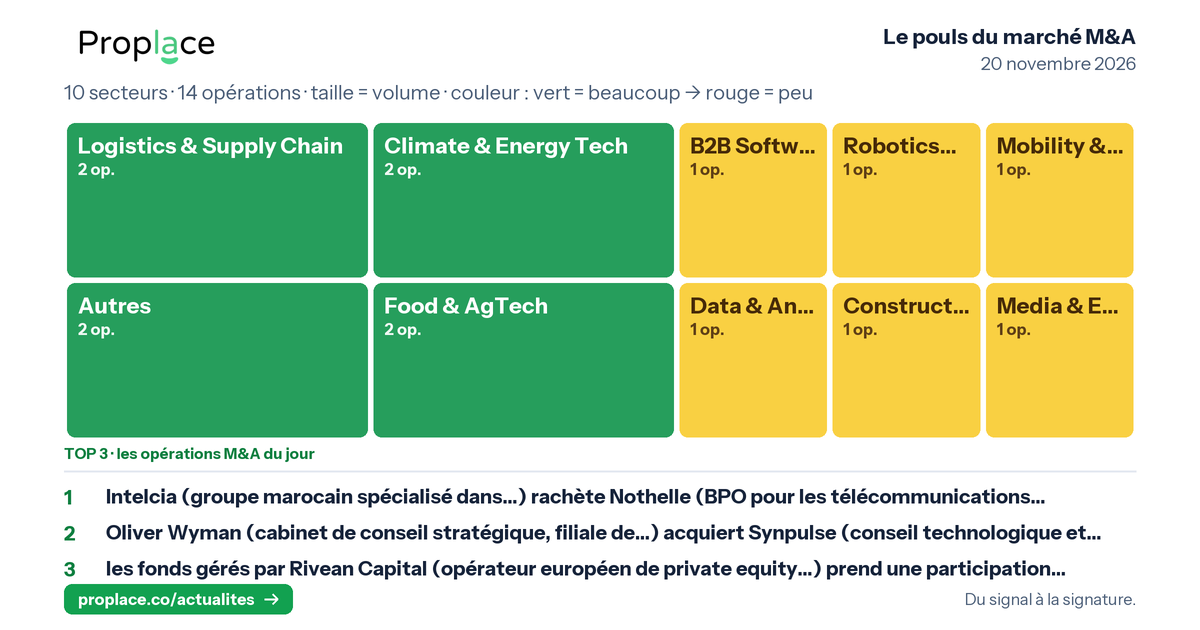 Proplace
Le pouls du marché M&A
20 novembre 2026
10 secteurs · 14 opérations · taille = volume · couleur : vert = beaucoup → rouge = peu
Logistics & Supply Chain
2 op.
Climate & Energy Tech
2 op.
B2B Softw...
1 op.
Robotics...
1 op.
Mobility &...
1 op.
Autres
2 op.
Food & AgTech
2 op.
Data & An...
1 op.
Construct...
1 op.
Media & E...
1 op.
TOP 3 · les opérations M&A du jour
1 Intelcia (groupe marocain spécialisé dans...) rachète Nothelle (BPO pour les télécommunications...
2 Oliver Wyman (cabinet de conseil stratégique, filiale de...) acquiert Synpulse (conseil technologique et...
3 les fonds gérés par Rivean Capital (opérateur européen de private equity...) prend une participation...
proplace.co/actualites →
Du signal à la signature.